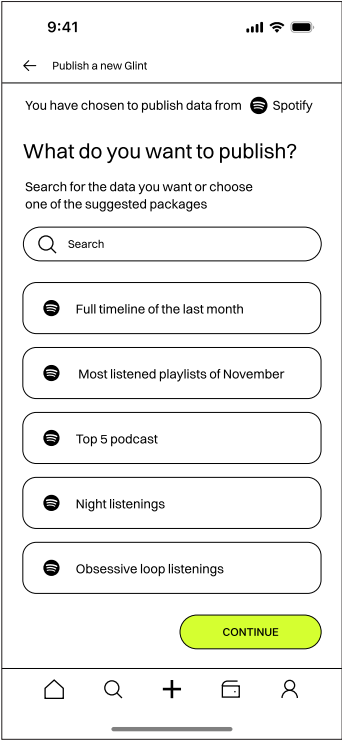 9:41
Publish a new Glint
You have chosen to publish data from Spotify
What do you want to publish?
Search for the data you want or choose
one of the suggested packages
Search
Full timeline of the last month
Most listened playlists of November
Top 5 podcast
Night listenings
Obsessive loop listenings
CONTINUE